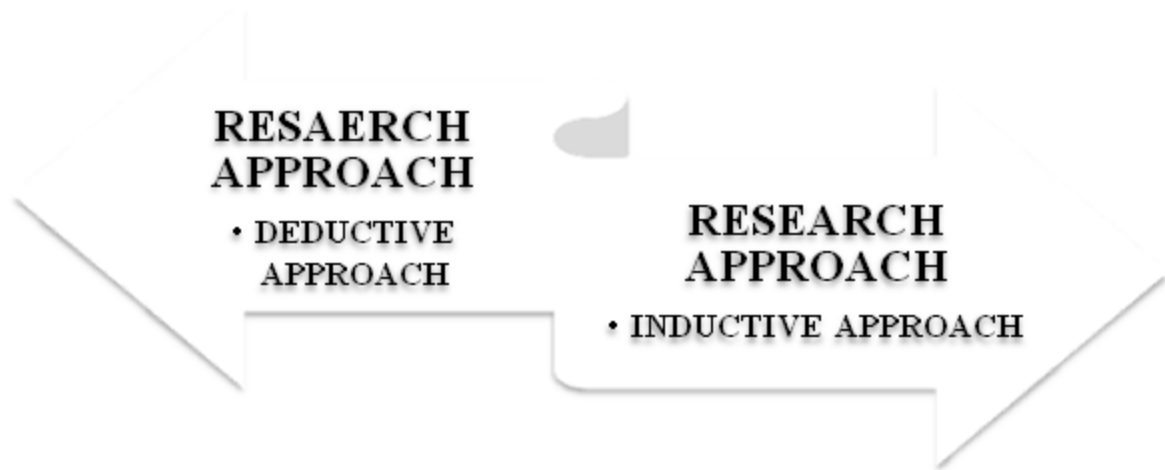 RESAERCH
APPROACH
• DEDUCTIVE
APPROACH
RESEARCH
APPROACH
• INDUCTIVE APPROACH